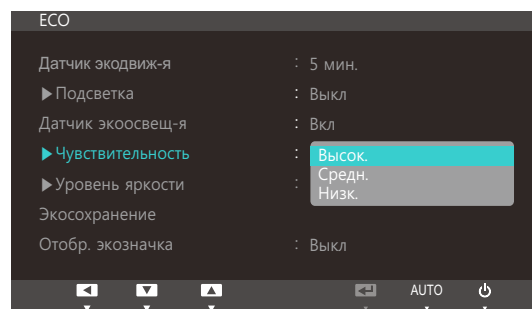 ECO
Датчик экодвиж-я : 5 мин.
▶Подсветка : Выкл
Датчик экоосвещ-я : Вкл
▶Чувствительность : Высок.
Средн.
▶Уровень яркости :
Низк.
Экосохранение
Отобр. экозначка : Выкл
AUTO